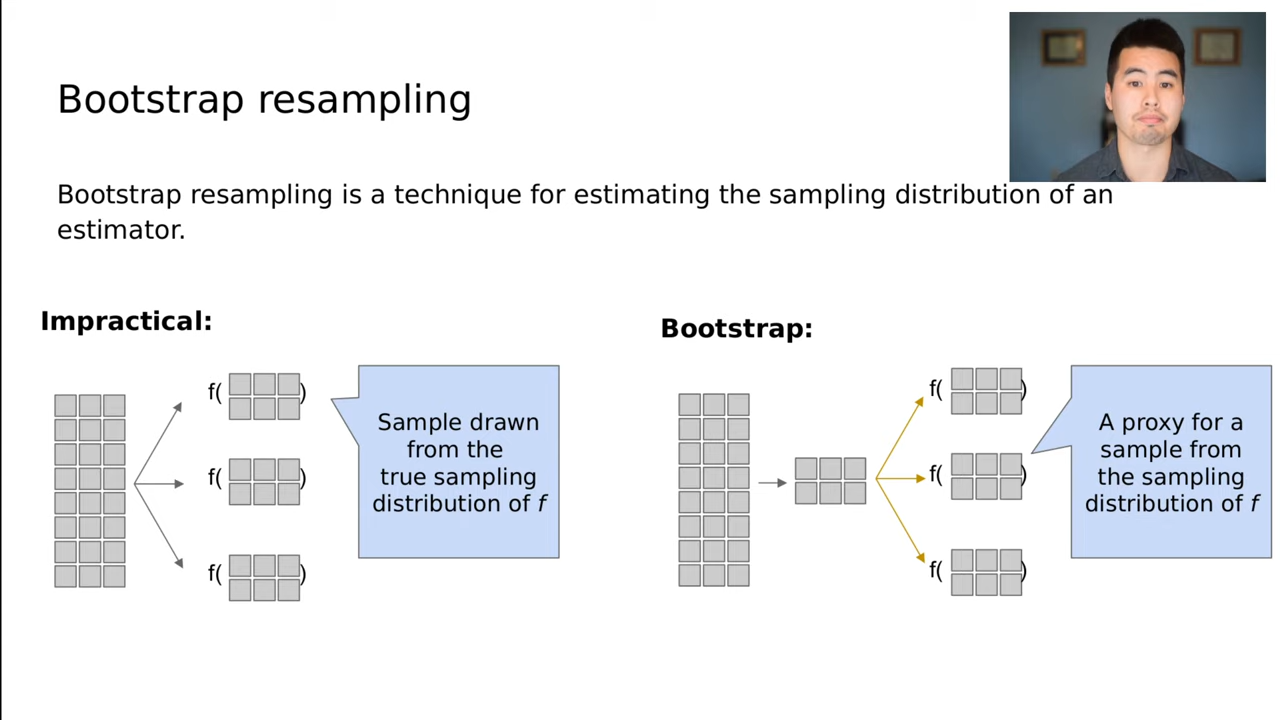 Bootstrap resampling
Bootstrap resampling is a technique for estimating the sampling distribution of an
estimator.
Impractical:
f( )
f( )
f( )
Sample drawn
from the
true sampling
distribution of f
Bootstrap:
f( )
f( )
f( )
A proxy for a
sample from
the sampling
distribution of f